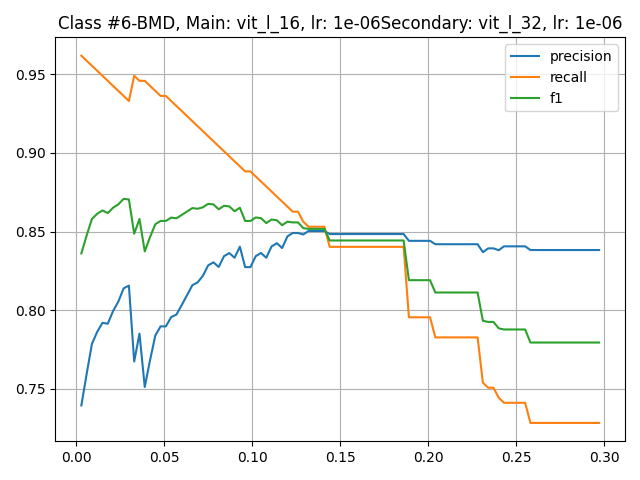 Class #6-BMD, Main: vit_l_16, lr: 1e-06Secondary: vit_l_32, lr: 1e-06
precision
recall
f1
0.95
0.90
0.85
0.80
0.75
0.00 0.05 0.10 0.15 0.20 0.25 0.30